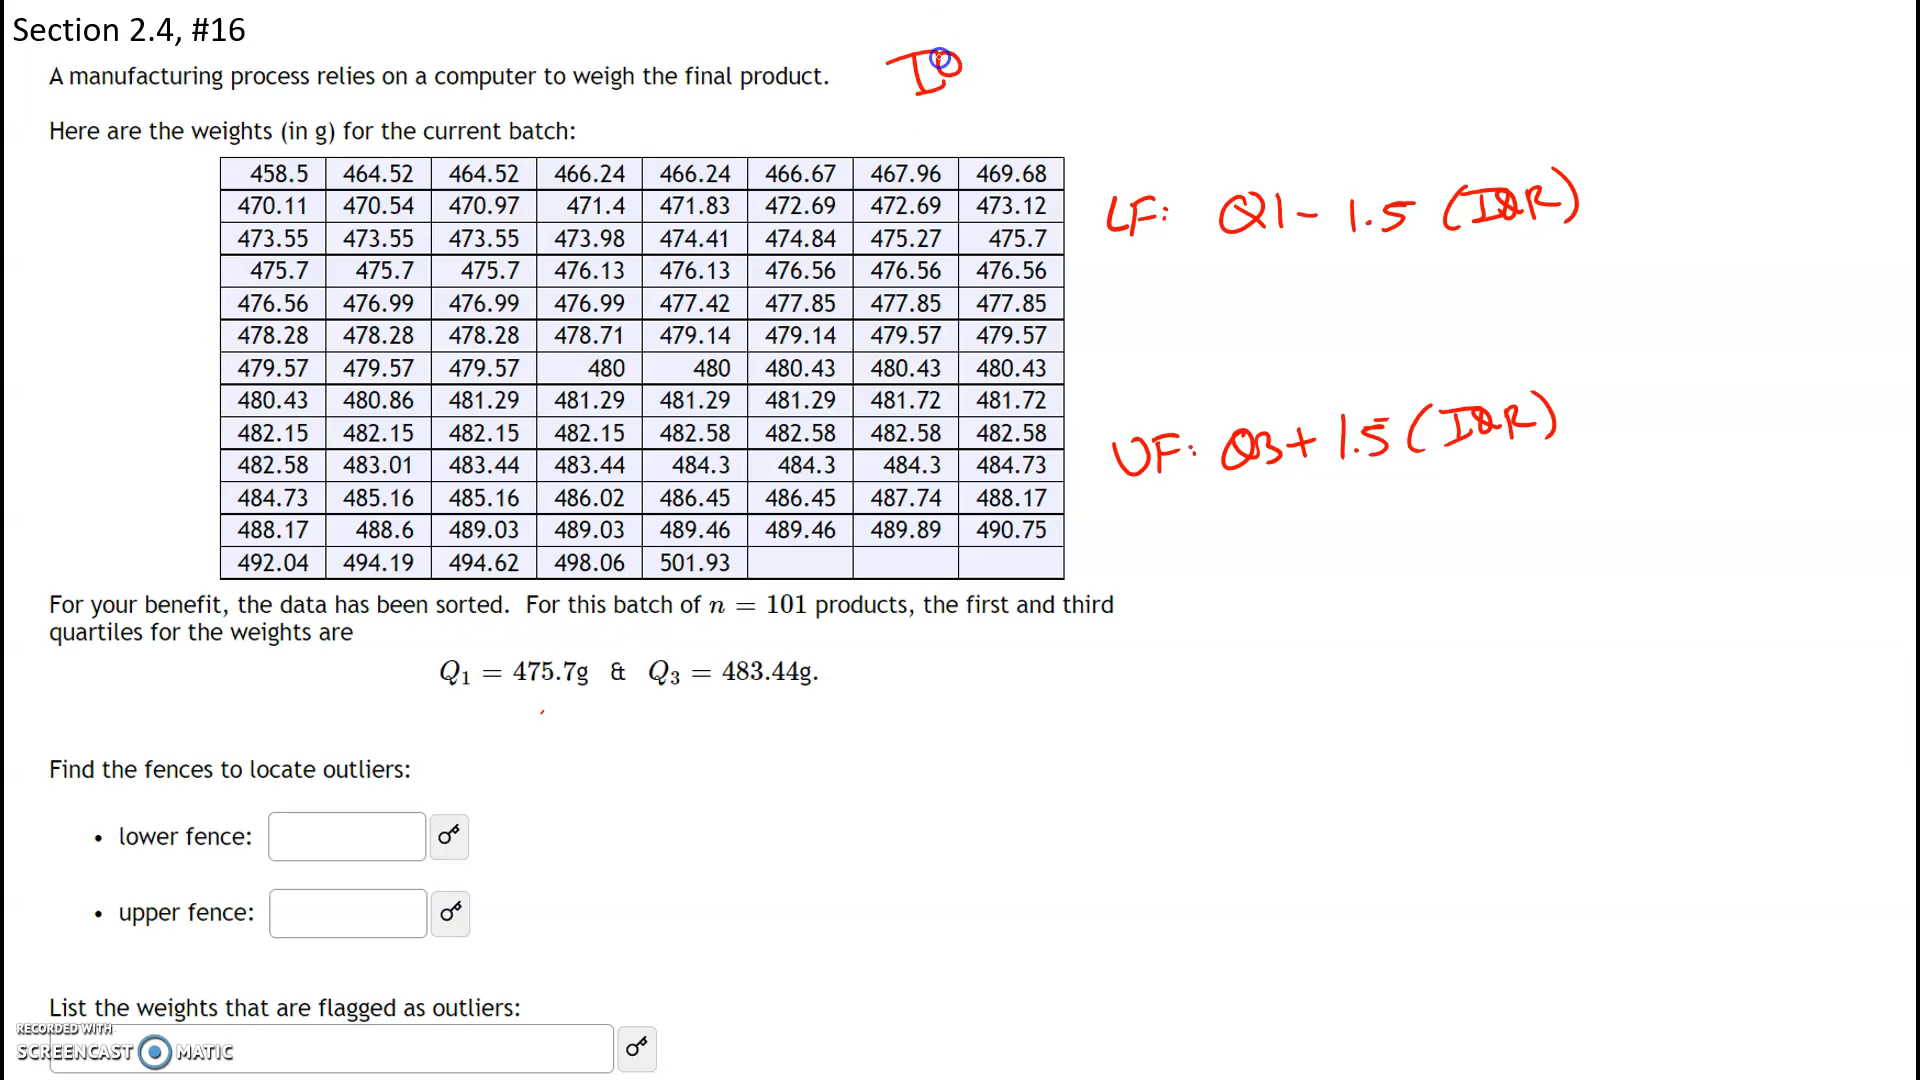 Section 2.4, #16
A manufacturing process relies on a computer to weigh the final product.
Here are the weights (in g) for the current batch:
458.5 464.52 464.52 466.24 466.24 466.67 467.96 469.68
470.11 470.54 470.97 471.4 471.83 472.69 472.69 473.12
473.55 473.55 473.55 473.98 474.41 474.84 475.27 475.7
475.7 475.7 475.7 476.13 476.13 476.56 476.56 476.56
476.56 476.99 476.99 476.99 477.42 477.85 477.85 477.85
478.28 478.28 478.28 478.71 479.14 479.14 479.57 479.57
479.57 479.57 479.57 480 480 480.43 480.43 480.43
480.43 480.86 481.29 481.29 481.29 481.29 481.72 481.72
482.15 482.15 482.15 482.15 482.58 482.58 482.58 482.58
482.58 483.01 483.44 483.44 484.3 484.3 484.3 484.73
484.73 485.16 485.16 486.02 486.45 486.45 487.74 488.17
488.17 488.6 489.03 489.03 489.46 489.46 489.89 490.75
492.04 494.19 494.62 498.06 501.93
LF: Q1 - 1.5 (IQR)
UF: Q3 + 1.5 (IQR)
For your benefit, the data has been sorted. For this batch of n = 101 products, the first and third
quartiles for the weights are
Q₁ = 475.7g & Q₃ = 483.44g.
Find the fences to locate outliers:
• lower fence:
• upper fence:
List the weights that are flagged as outliers:
RECORDED WITH
SCREENCAST MATIC